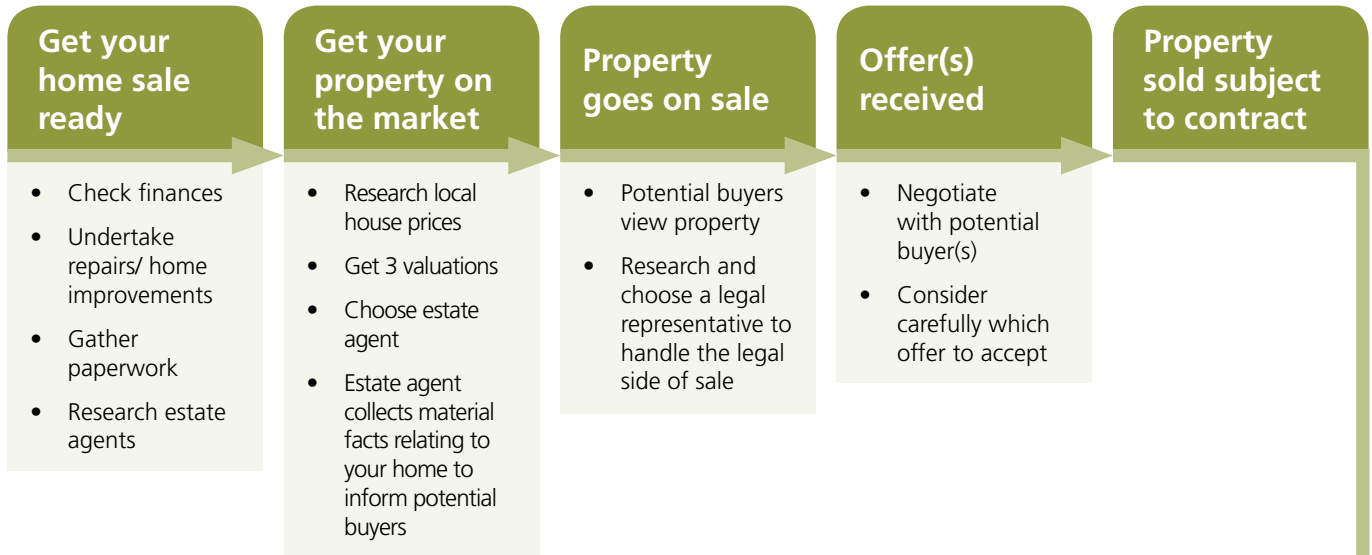 Get your
home sale
ready
• Check finances
• Undertake
repairs/ home
improvements
• Gather
paperwork
• Research estate
agents
Get your
property on
the market
• Research local
house prices
• Get 3 valuations
• Choose estate
agent
• Estate agent
collects material
facts relating to
your home to
inform potential
buyers
Property
goes on sale
• Potential buyers
view property
• Research and
choose a legal
representative to
handle the legal
side of sale
Offer(s)
received
• Negotiate
with potential
buyer(s)
• Consider
carefully which
offer to accept
Property
sold subject
to contract